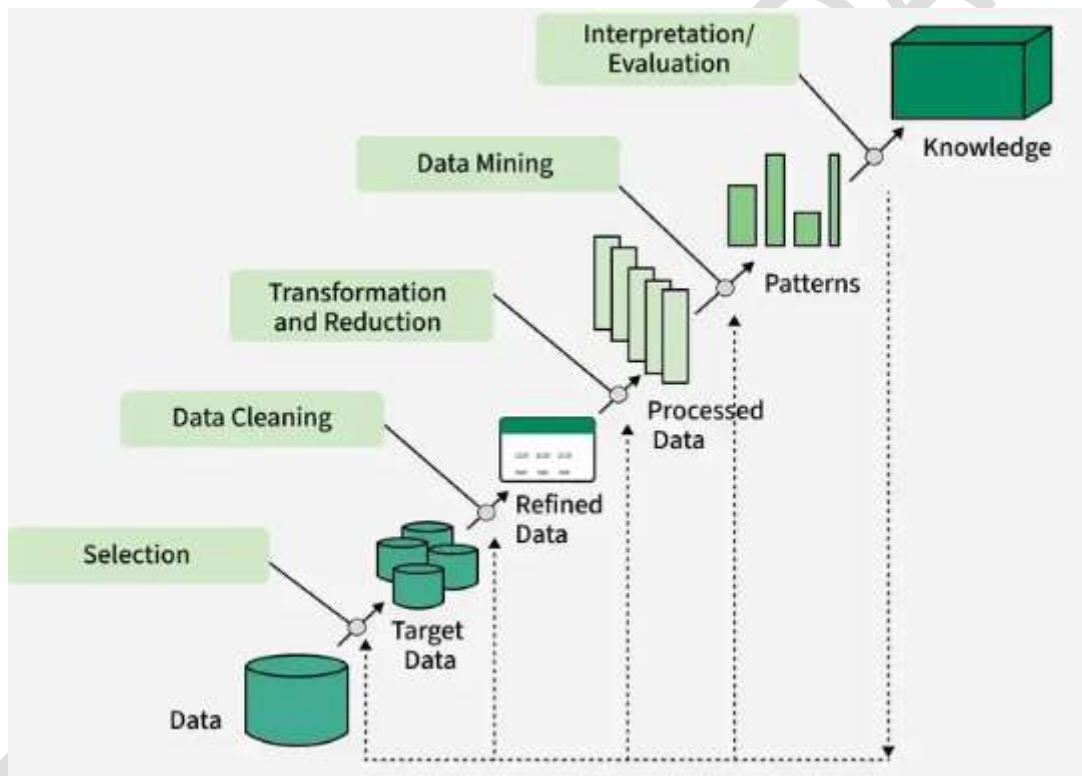 Interpretation/
Evaluation
Knowledge
Data Mining
Patterns
Transformation
and Reduction
Processed
Data
Data Cleaning
Refined
Data
Selection
Target
Data
Data